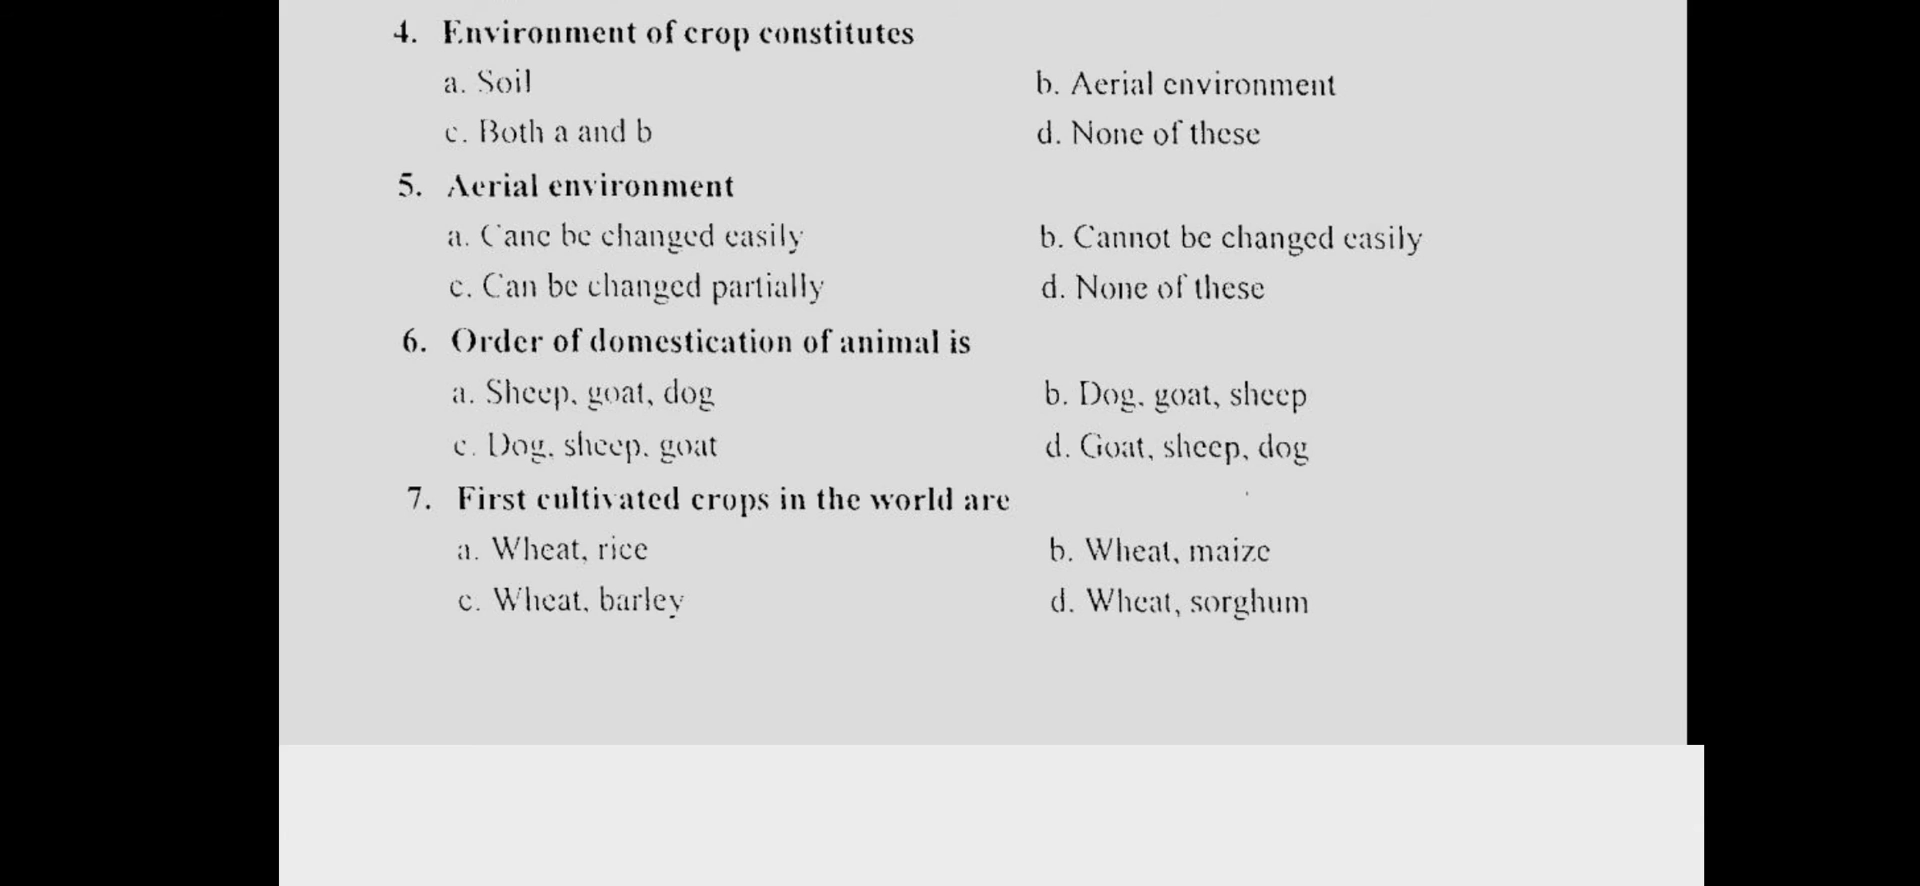 4. Environment of crop constitutes
a. Soil b. Aerial environment
c. Both a and b d. None of these
5. Aerial environment
a. Cane be changed easily b. Cannot be changed easily
c. Can be changed partially d. None of these
6. Order of domestication of animal is
a. Sheep, goat, dog b. Dog, goat, sheep
c. Dog, sheep, goat d. Goat, sheep, dog
7. First cultivated crops in the world are
a. Wheat, rice b. Wheat, maize
c. Wheat, barley d. Wheat, sorghum